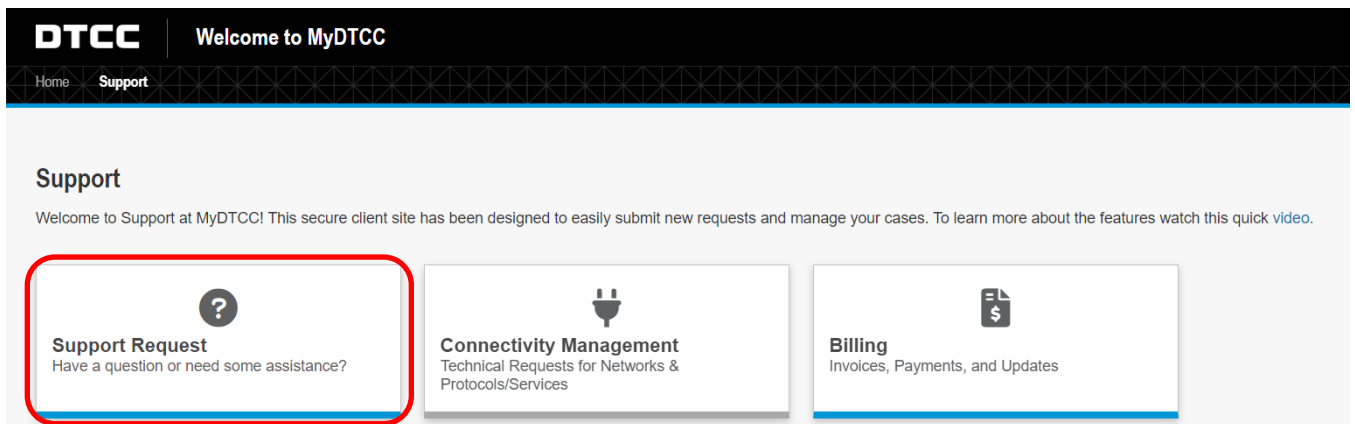 DTCC
Welcome to MyDTCC
Home Support
Support
Welcome to Support at MyDTCC! This secure client site has been designed to easily submit new requests and manage your cases. To learn more about the features watch this quick video.
?
Support Request
Have a question or need some assistance?
Connectivity Management
Technical Requests for Networks &
Protocols/Services
$
Billing
Invoices, Payments, and Updates